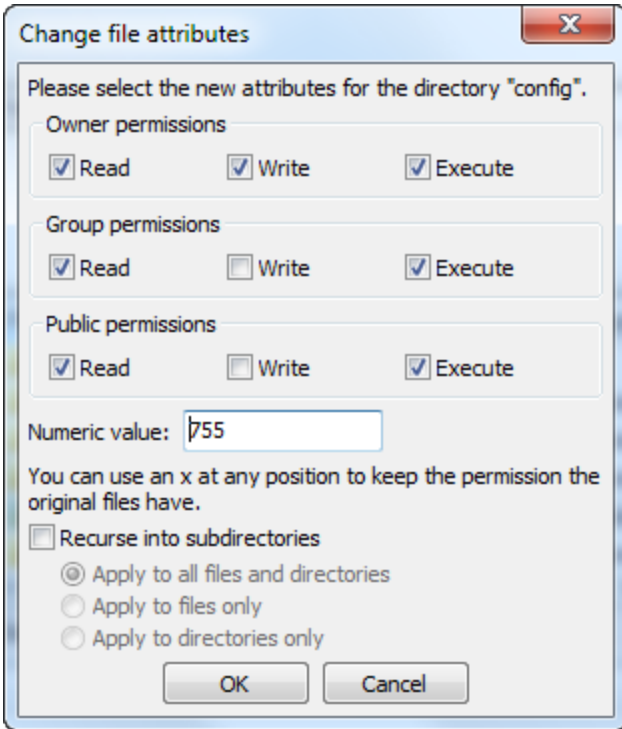 Change file attributes
Please select the new attributes for the directory "config".
Owner permissions
Read Write Execute
Group permissions
Read Write Execute
Public permissions
Read Write Execute
Numeric value: 755
You can use an x at any position to keep the permission the
original files have.
Recurse into subdirectories
Apply to all files and directories
Apply to files only
Apply to directories only
OK Cancel